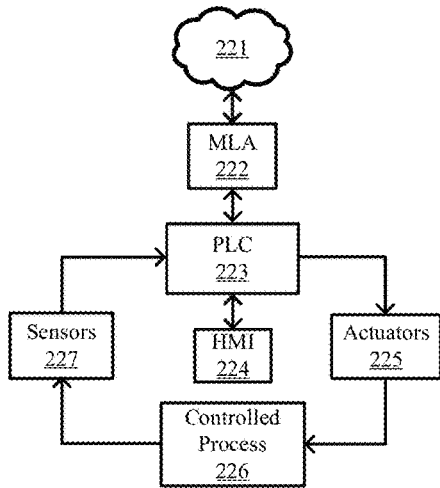 221
MLA
222
PLC
223
Sensors
227
HMI
224
Actuators
225
Controlled
Process
226